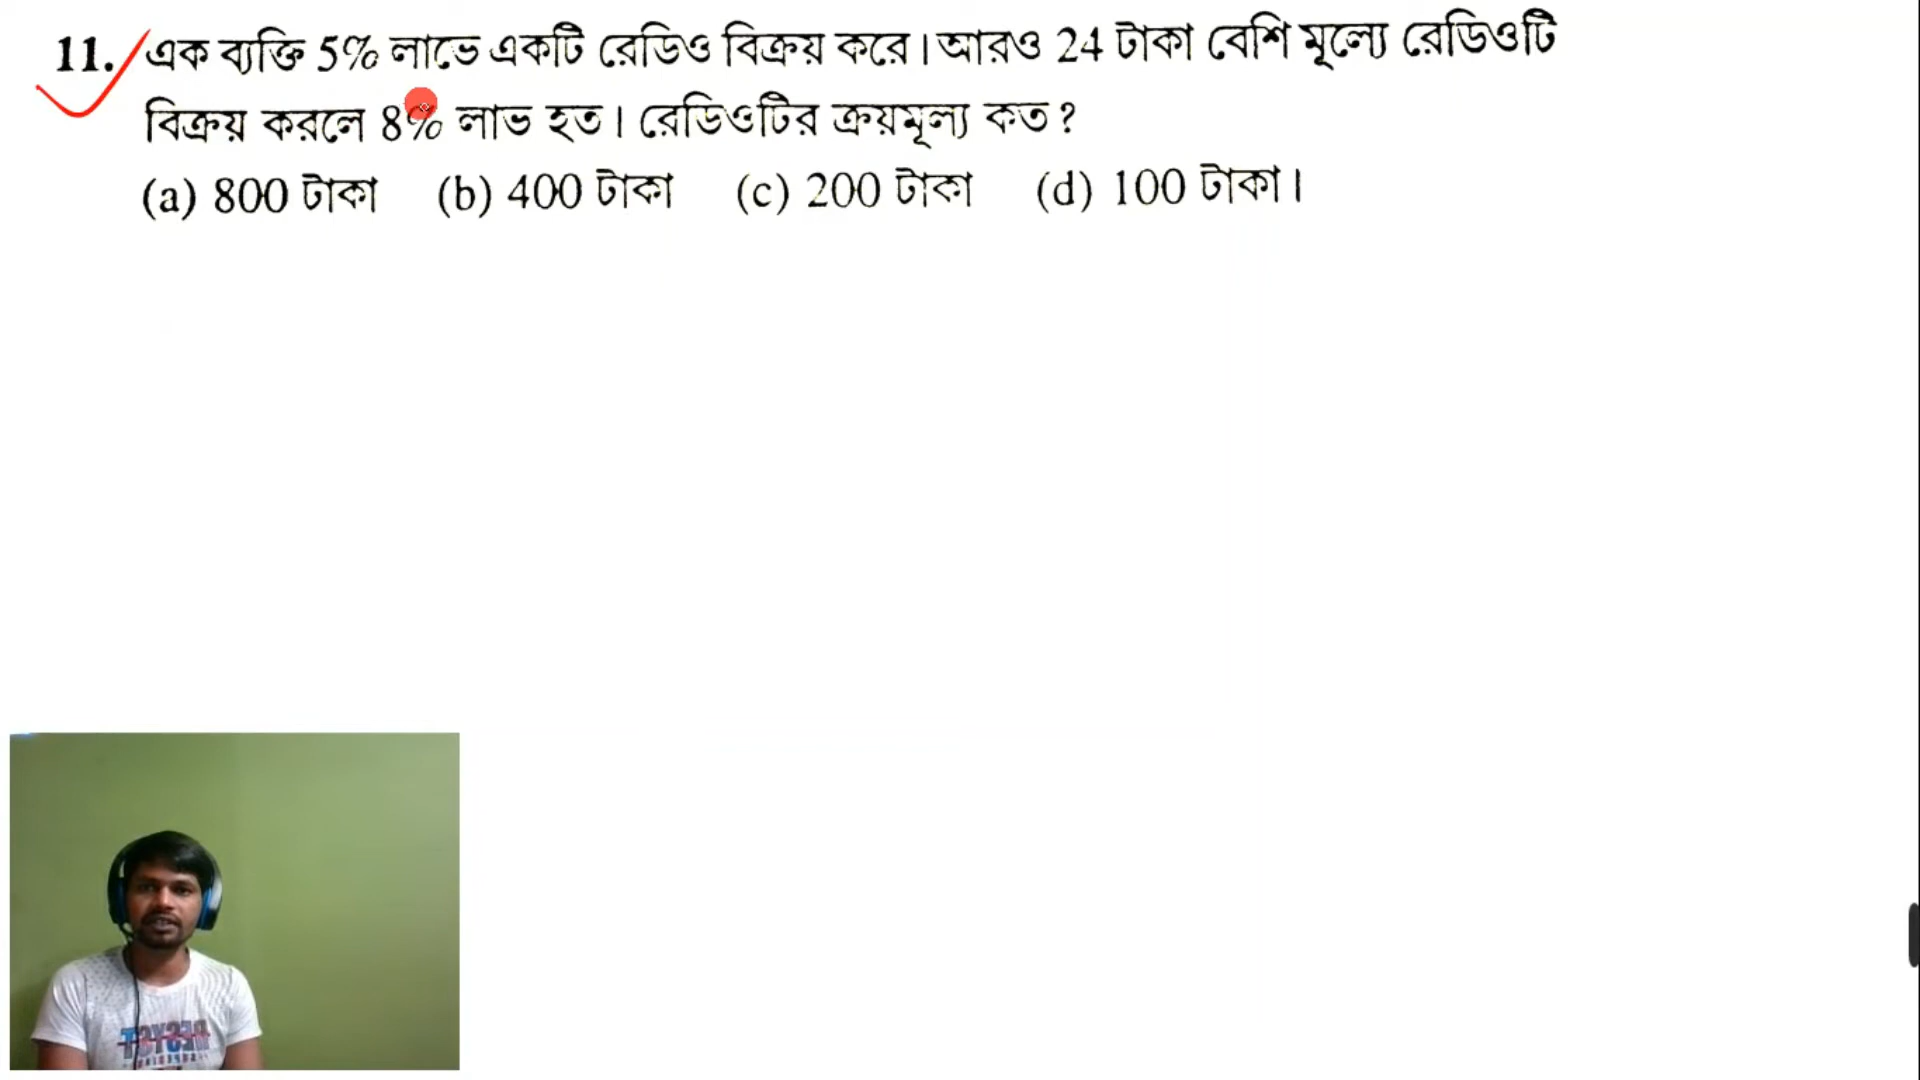 11. এক ব্যক্তি 5% লাভে একটি রেডিও বিক্রয় করে। আরও 24 টাকা বেশি মূল্যে রেডিওটি
বিক্রয় করলে 8% লাভ হত। রেডিওটির ক্রয়মূল্য কত?
(a) 800 টাকা (b) 400 টাকা (c) 200 টাকা (d) 100 টাকা।